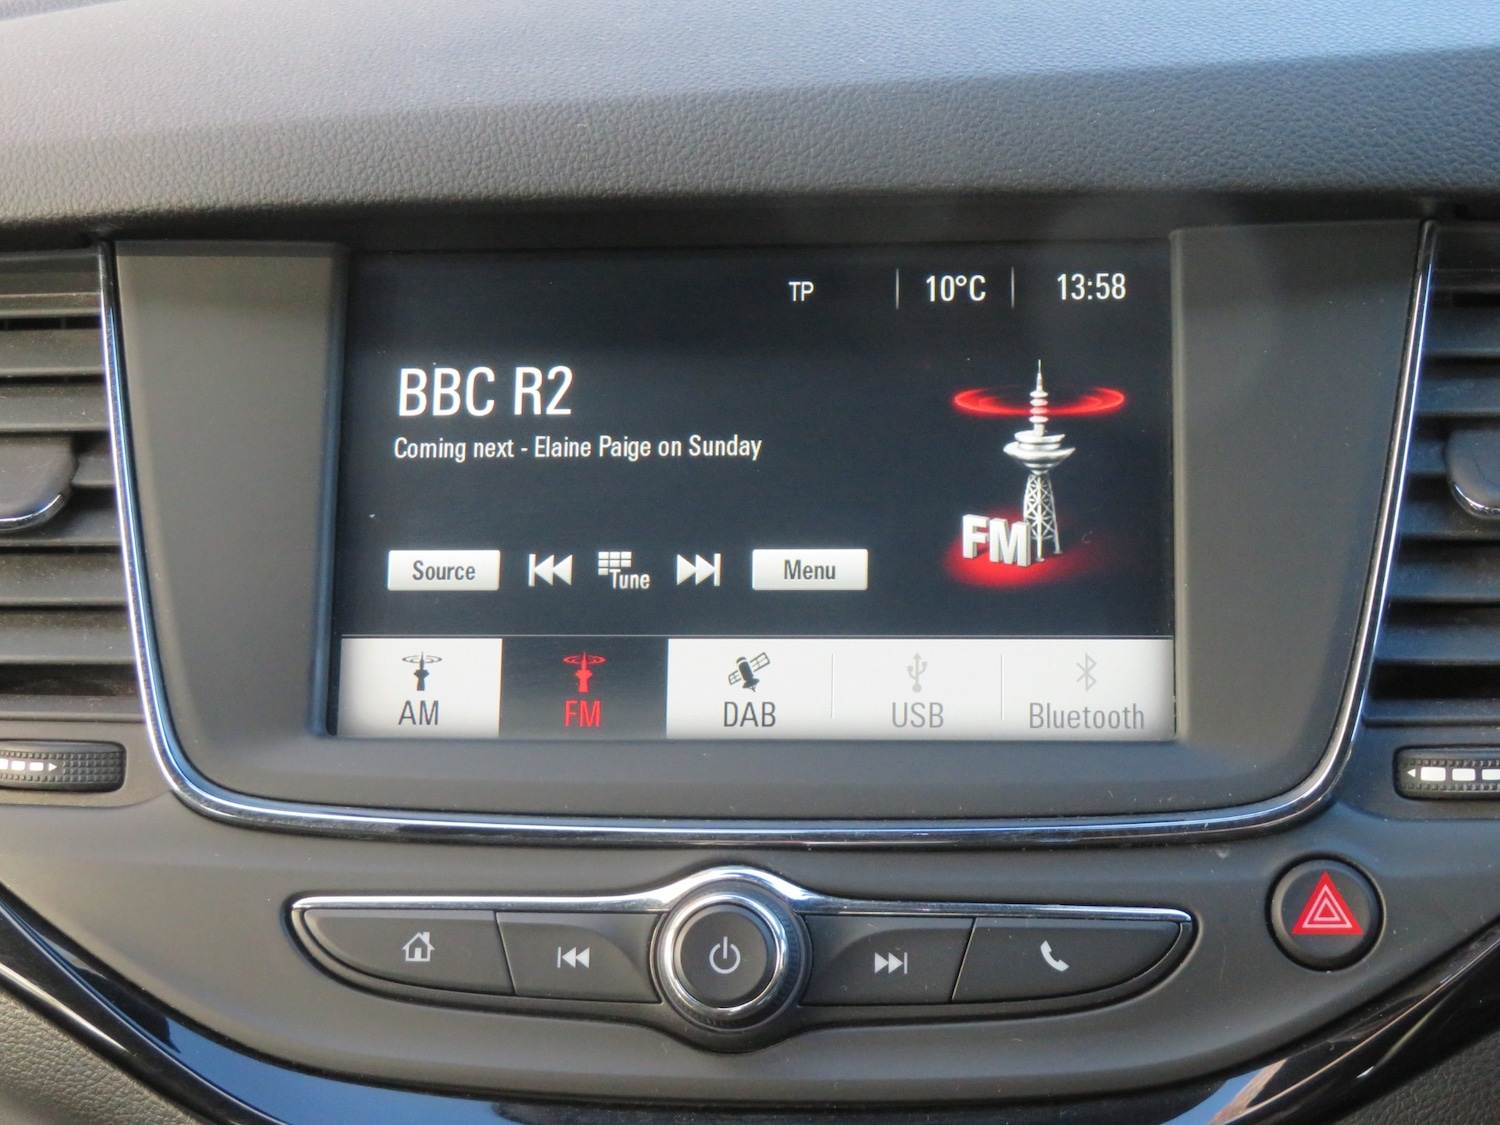 TP
10°C
13:58
BBC R2
Coming next - Elaine Paige on Sunday
FM
Source
Tune
Menu
AM
FM
DAB
USB
Bluetooth